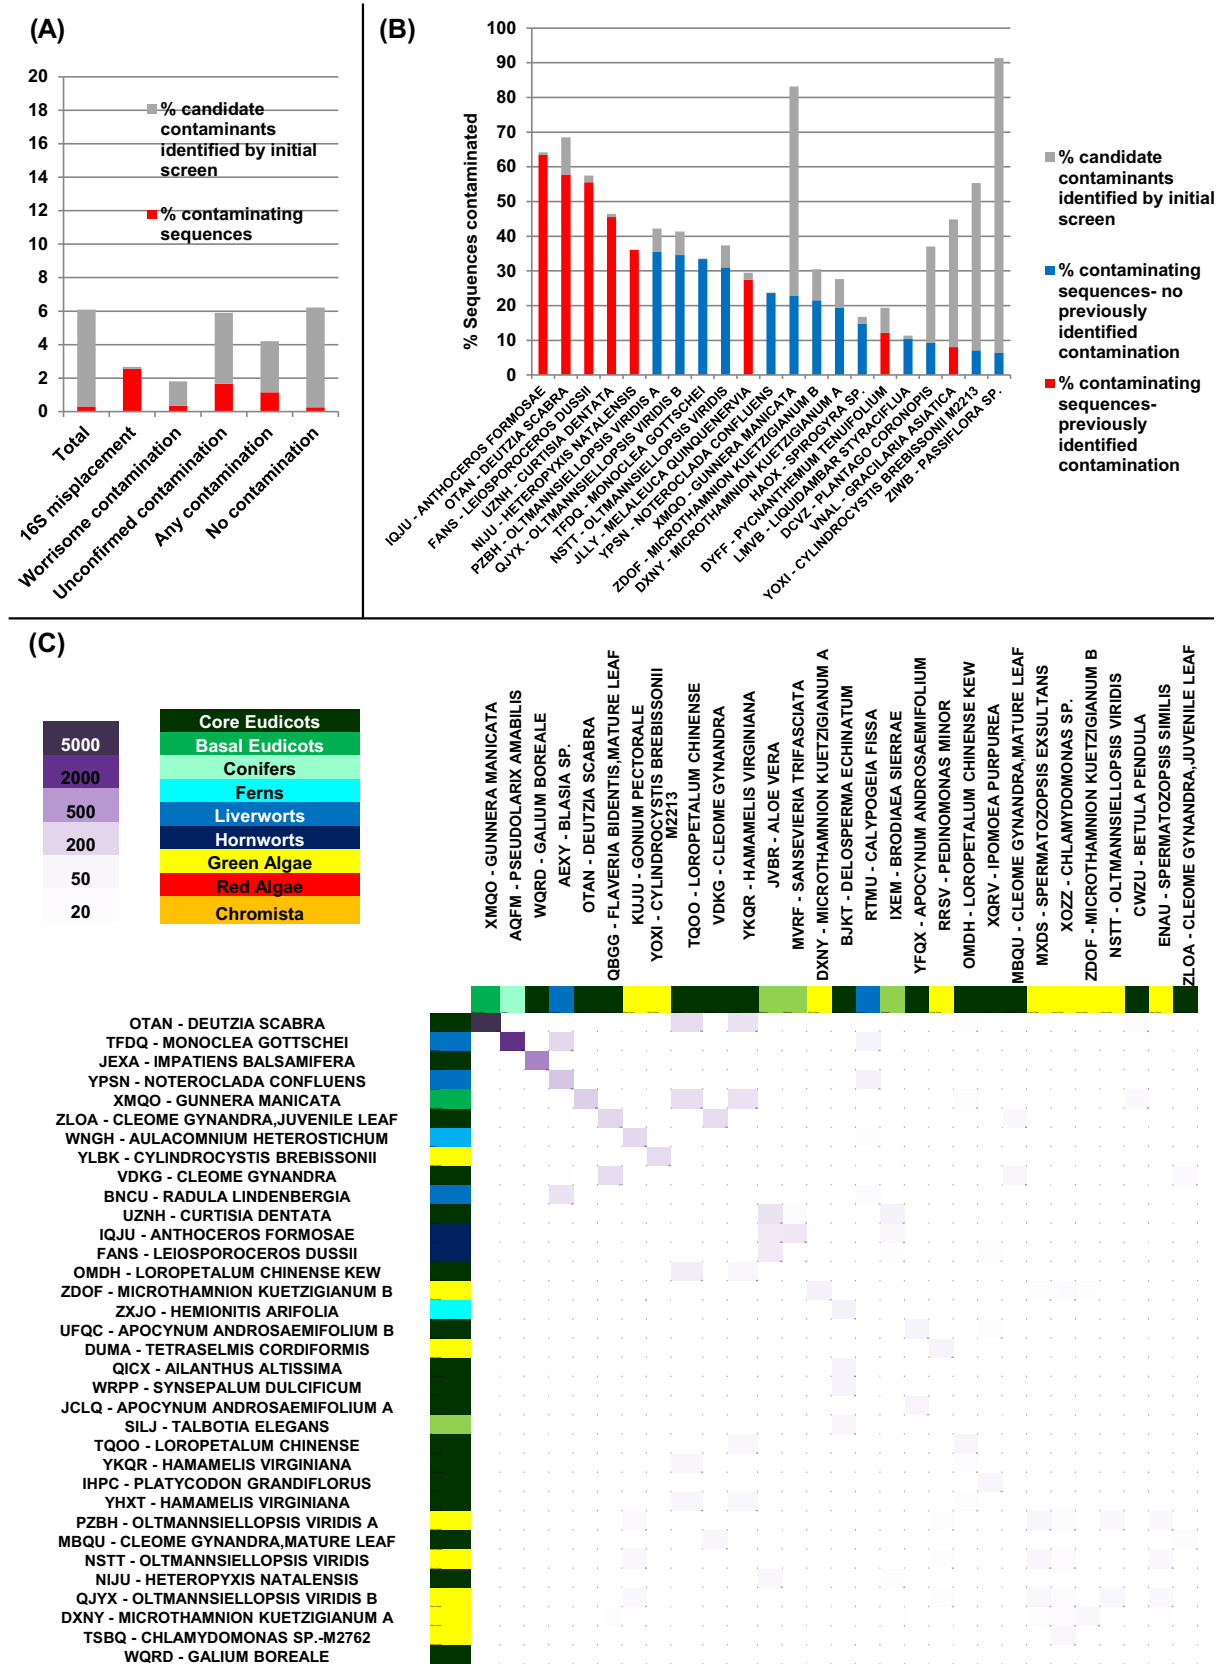 (A)
20
18
16
14
12
10
8
6
4
2
0
% candidate
contaminants
identified by initial
screen
% contaminating
sequences
Total
16S misplacement
Worrisome contamination
Unconfirmed contamination
Any contamination
No contamination
(B)
% Sequences contaminated
100
90
80
70
60
50
40
30
20
10
0
IQJU - ANTHOCEROS FORMOSAE
OTAN - DEUTZIA SCABRA
FANS - LEIOSPOROCEROS DUSSII
UZNH - CURTISIA DENTATA
NIJU - HETEROPYXIS NATALENSIS
PZBH - OLTMANNSIELLOPSIS VIRIDIS A
QJYX - OLTMANNSIELLOPSIS VIRIDIS B
TFDQ - MONOCLEA GOTTSCHEI
NSTT - OLTMANNSIELLOPSIS VIRIDIS
JLLY - MELALEUCA QUINQUENERVIA
YPSN - NOTEROCLADA CONFLUENS
XMQO - GUNNERA MANICATA
ZDOF - MICROTHAMNION KUETZIGIANUM B
DXNY - MICROTHAMNION KUETZIGIANUM A
HAOX - SPIROGYRA SP.
DYFF - PYCNANTHEMUM TENUIFOLIUM
LMVB - LIQUIDAMBAR STYRACIFLUA
DCVZ - PLANTAGO CORONOPIS
VNAL - GRACILARIA ASIATICA
YOXI - CYLINDROCYSTIS BREBISSONII M2213
ZIWB - PASSIFLORA SP.
% candidate
contaminants
identified by initial
screen
% contaminating
sequences- no
previously
identified
contamination
% contaminating
sequences-
previously
identified
contamination
(C)
5000
2000
500
200
50
20
Core Eudicots
Basal Eudicots
Conifers
Ferns
Liverworts
Hornworts
Green Algae
Red Algae
Chromista
XMQO - GUNNERA MANICATA
AQFM - PSEUDOLARIX AMABILIS
WQRD - GALIUM BOREALE
AEXY - BLASIA SP.
OTAN - DEUTZIA SCABRA
QBGG - FLAVERIA BIDENTIS,MATURE LEAF
KUJU - GONIUM PECTORALE
YOXI - CYLINDROCYSTIS BREBISSONII
M2213
TQOO - LOROPETALUM CHINENSE
VDKG - CLEOME GYNANDRA
YKQR - HAMAMELIS VIRGINIANA
JVBR - ALOE VERA
MVRF - SANSEVIERIA TRIFASCIATA
DXNY - MICROTHAMNION KUETZIGIANUM A
BJKT - DELOSPERMA ECHINATUM
RTMU - CALYPOGEIA FISSA
IXEM - BRODIAEA SIERRAE
YFQX - APOCYNUM ANDROSAEMIFOLIUM
RRSV - PEDINOMONAS MINOR
OMDH - LOROPETALUM CHINENSE KEW
XQRV - IPOMOEA PURPUREA
MBQU - CLEOME GYNANDRA,MATURE LEAF
MXDS - SPERMATOZOPSIS EXSULTANS
XOZZ - CHLAMYDOMONAS SP.
ZDOF - MICROTHAMNION KUETZIGIANUM B
NSTT - OLTMANNSIELLOPSIS VIRIDIS
CWZU - BETULA PENDULA
ENAU - SPERMATOZOPSIS SIMILIS
ZLOA - CLEOME GYNANDRA,JUVENILE LEAF
OTAN - DEUTZIA SCABRA
TFDQ - MONOCLEA GOTTSCHEI
JEXA - IMPATIENS BALSAMIFERA
YPSN - NOTEROCLADA CONFLUENS
XMQO - GUNNERA MANICATA
ZLOA - CLEOME GYNANDRA,JUVENILE LEAF
WNGH - AULACOMNIUM HETEROSTICHUM
YLBK - CYLINDROCYSTIS BREBISSONII
VDKG - CLEOME GYNANDRA
BNCU - RADULA LINDENBERGIA
UZNH - CURTISIA DENTATA
IQJU - ANTHOCEROS FORMOSAE
FANS - LEIOSPOROCEROS DUSSII
OMDH - LOROPETALUM CHINENSE KEW
ZDOF - MICROTHAMNION KUETZIGIANUM B
ZXJO - HEMIONITIS ARIFOLIA
UFQC - APOCYNUM ANDROSAEMIFOLIUM B
DUMA - TETRASELMIS CORDIFORMIS
QICX - AILANTHUS ALTISSIMA
WRPP - SYNSEPALUM DULCIFICUM
JCLQ - APOCYNUM ANDROSAEMIFOLIUM A
SILJ - TALBOTIA ELEGANS
TQOO - LOROPETALUM CHINENSE
YKQR - HAMAMELIS VIRGINIANA
IHPC - PLATYCODON GRANDIFLORUS
YHXT - HAMAMELIS VIRGINIANA
PZBH - OLTMANNSIELLOPSIS VIRIDIS A
MBQU - CLEOME GYNANDRA,MATURE LEAF
NSTT - OLTMANNSIELLOPSIS VIRIDIS
NIJU - HETEROPYXIS NATALENSIS
QJYX - OLTMANNSIELLOPSIS VIRIDIS B
DXNY - MICROTHAMNION KUETZIGIANUM A
TSBQ - CHLAMYDOMONAS SP.-M2762
WQRD - GALIUM BOREALE